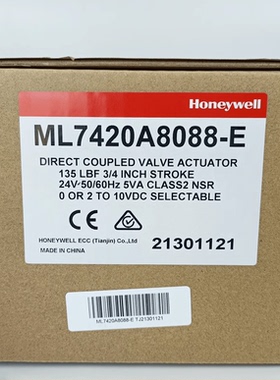 Honeywell
ML7420A8088-E
DIRECT COUPLED VALVE ACTUATOR
135 LBF 3/4 INCH STROKE
24V~50/60Hz 5VA CLASS2 NSR
0 OR 2 TO 10VDC SELECTABLE
HONEYWELL ECC (Tianjin) Co.,Ltd
MADE IN CHINA
21301121
ML7420A8088-E TJ21301121